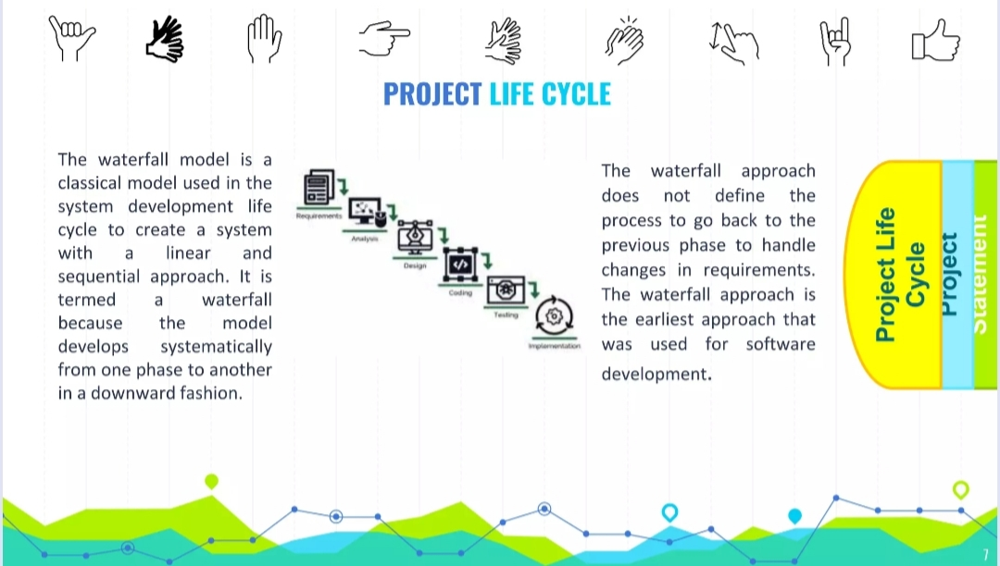 PROJECT LIFE CYCLE
The waterfall model is a
classical model used in the
system development life
cycle to create a system
with a linear and
sequential approach. It is
termed a waterfall
because the model
develops systematically
from one phase to another
in a downward fashion.
Requirements
Analysis
Design
</>
Coding
Testing
Implementation
The waterfall approach
does not define the
process to go back to the
previous phase to handle
changes in requirements.
The waterfall approach is
the earliest approach that
was used for software
development.
Project Life
Cycle
Project
Statement
7